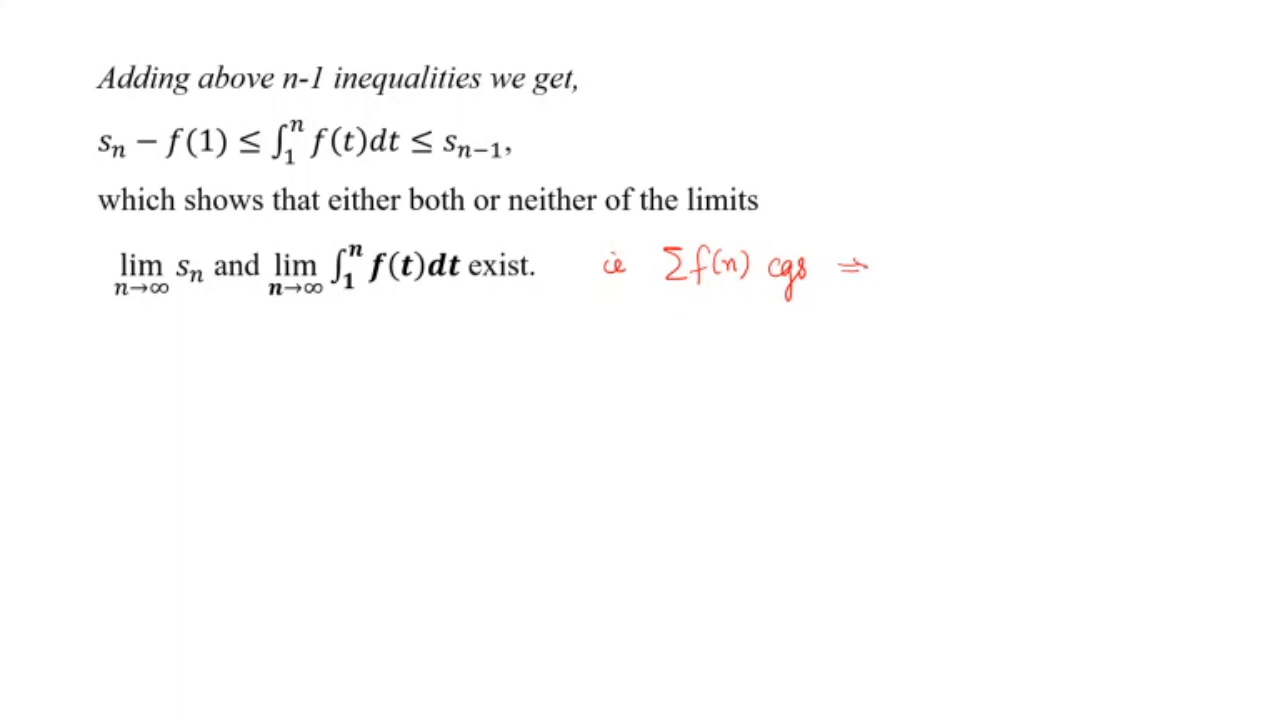 Adding above n-1 inequalities we get,
sₙ − f(1) ≤ ∫₁ⁿ f(t)dt ≤ sₙ₋₁,
which shows that either both or neither of the limits
lim_{n→∞} sₙ and lim_{n→∞} ∫₁ⁿ f(t)dt exist. ie Σf(n) cgs ⇒